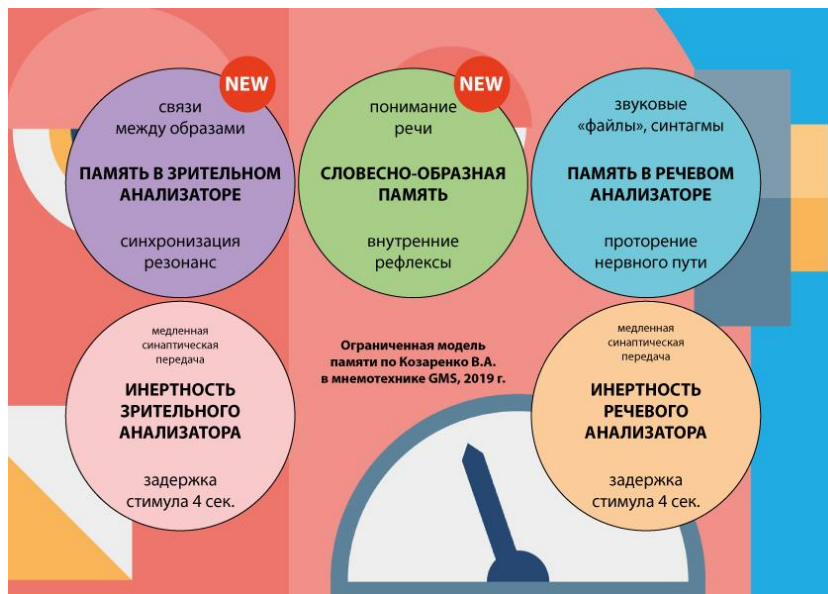 NEW
связи
между образами
ПАМЯТЬ В ЗРИТЕЛЬНОМ
АНАЛИЗАТОРЕ
синхронизация
резонанс
NEW
понимание
речи
СЛОВЕСНО-ОБРАЗНАЯ
ПАМЯТЬ
внутренние
рефлексы
звуковые
«файлы», синтагмы
ПАМЯТЬ В РЕЧЕВОМ
АНАЛИЗАТОРЕ
проторение
нервного пути
медленная
синаптическая
передача
ИНЕРТНОСТЬ
ЗРИТЕЛЬНОГО
АНАЛИЗАТОРА
задержка
стимула 4 сек.
Ограниченная модель
памяти по Козаренко В.А.
в мнемотехнике GMS, 2019 г.
медленная
синаптическая
передача
ИНЕРТНОСТЬ
РЕЧЕВОГО
АНАЛИЗАТОРА
задержка
стимула 4 сек.